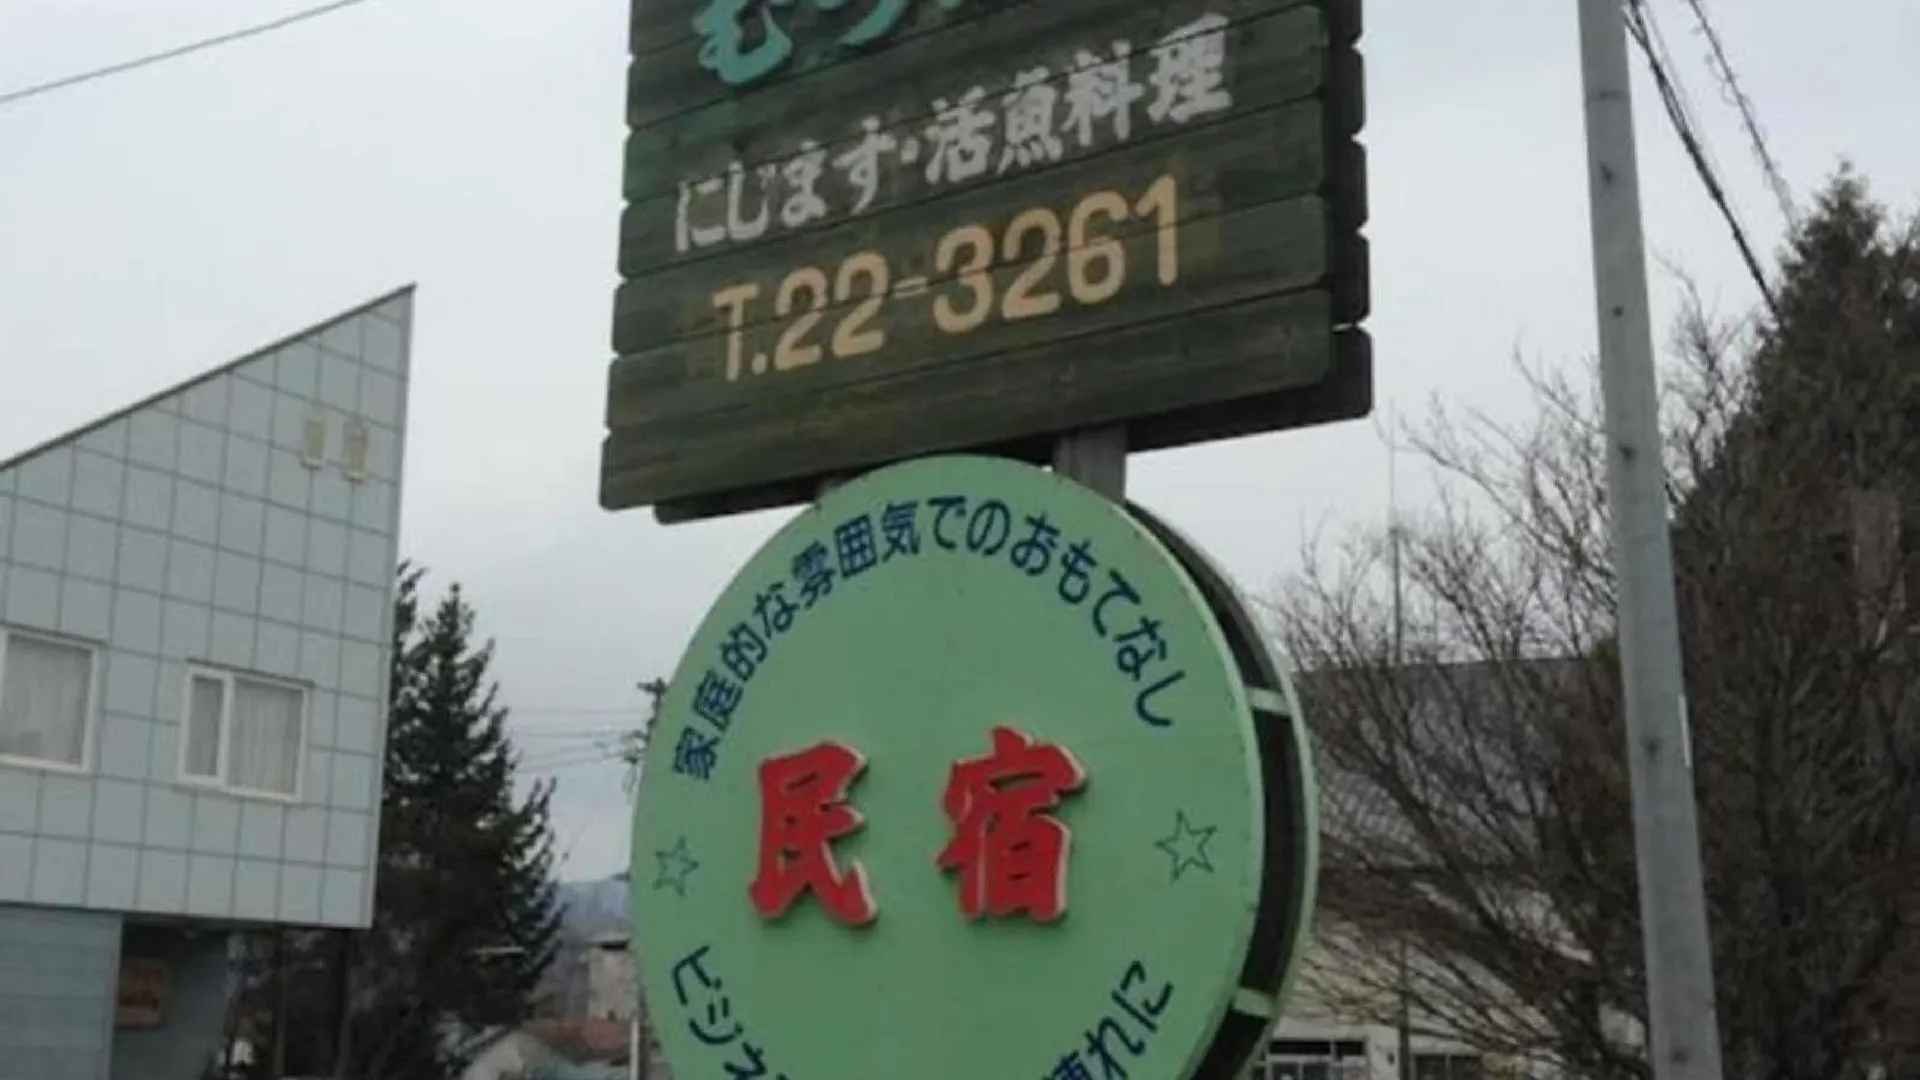 にじます・活魚料理
T.22-3261
家庭的な雰囲気でのおもてなし
民宿